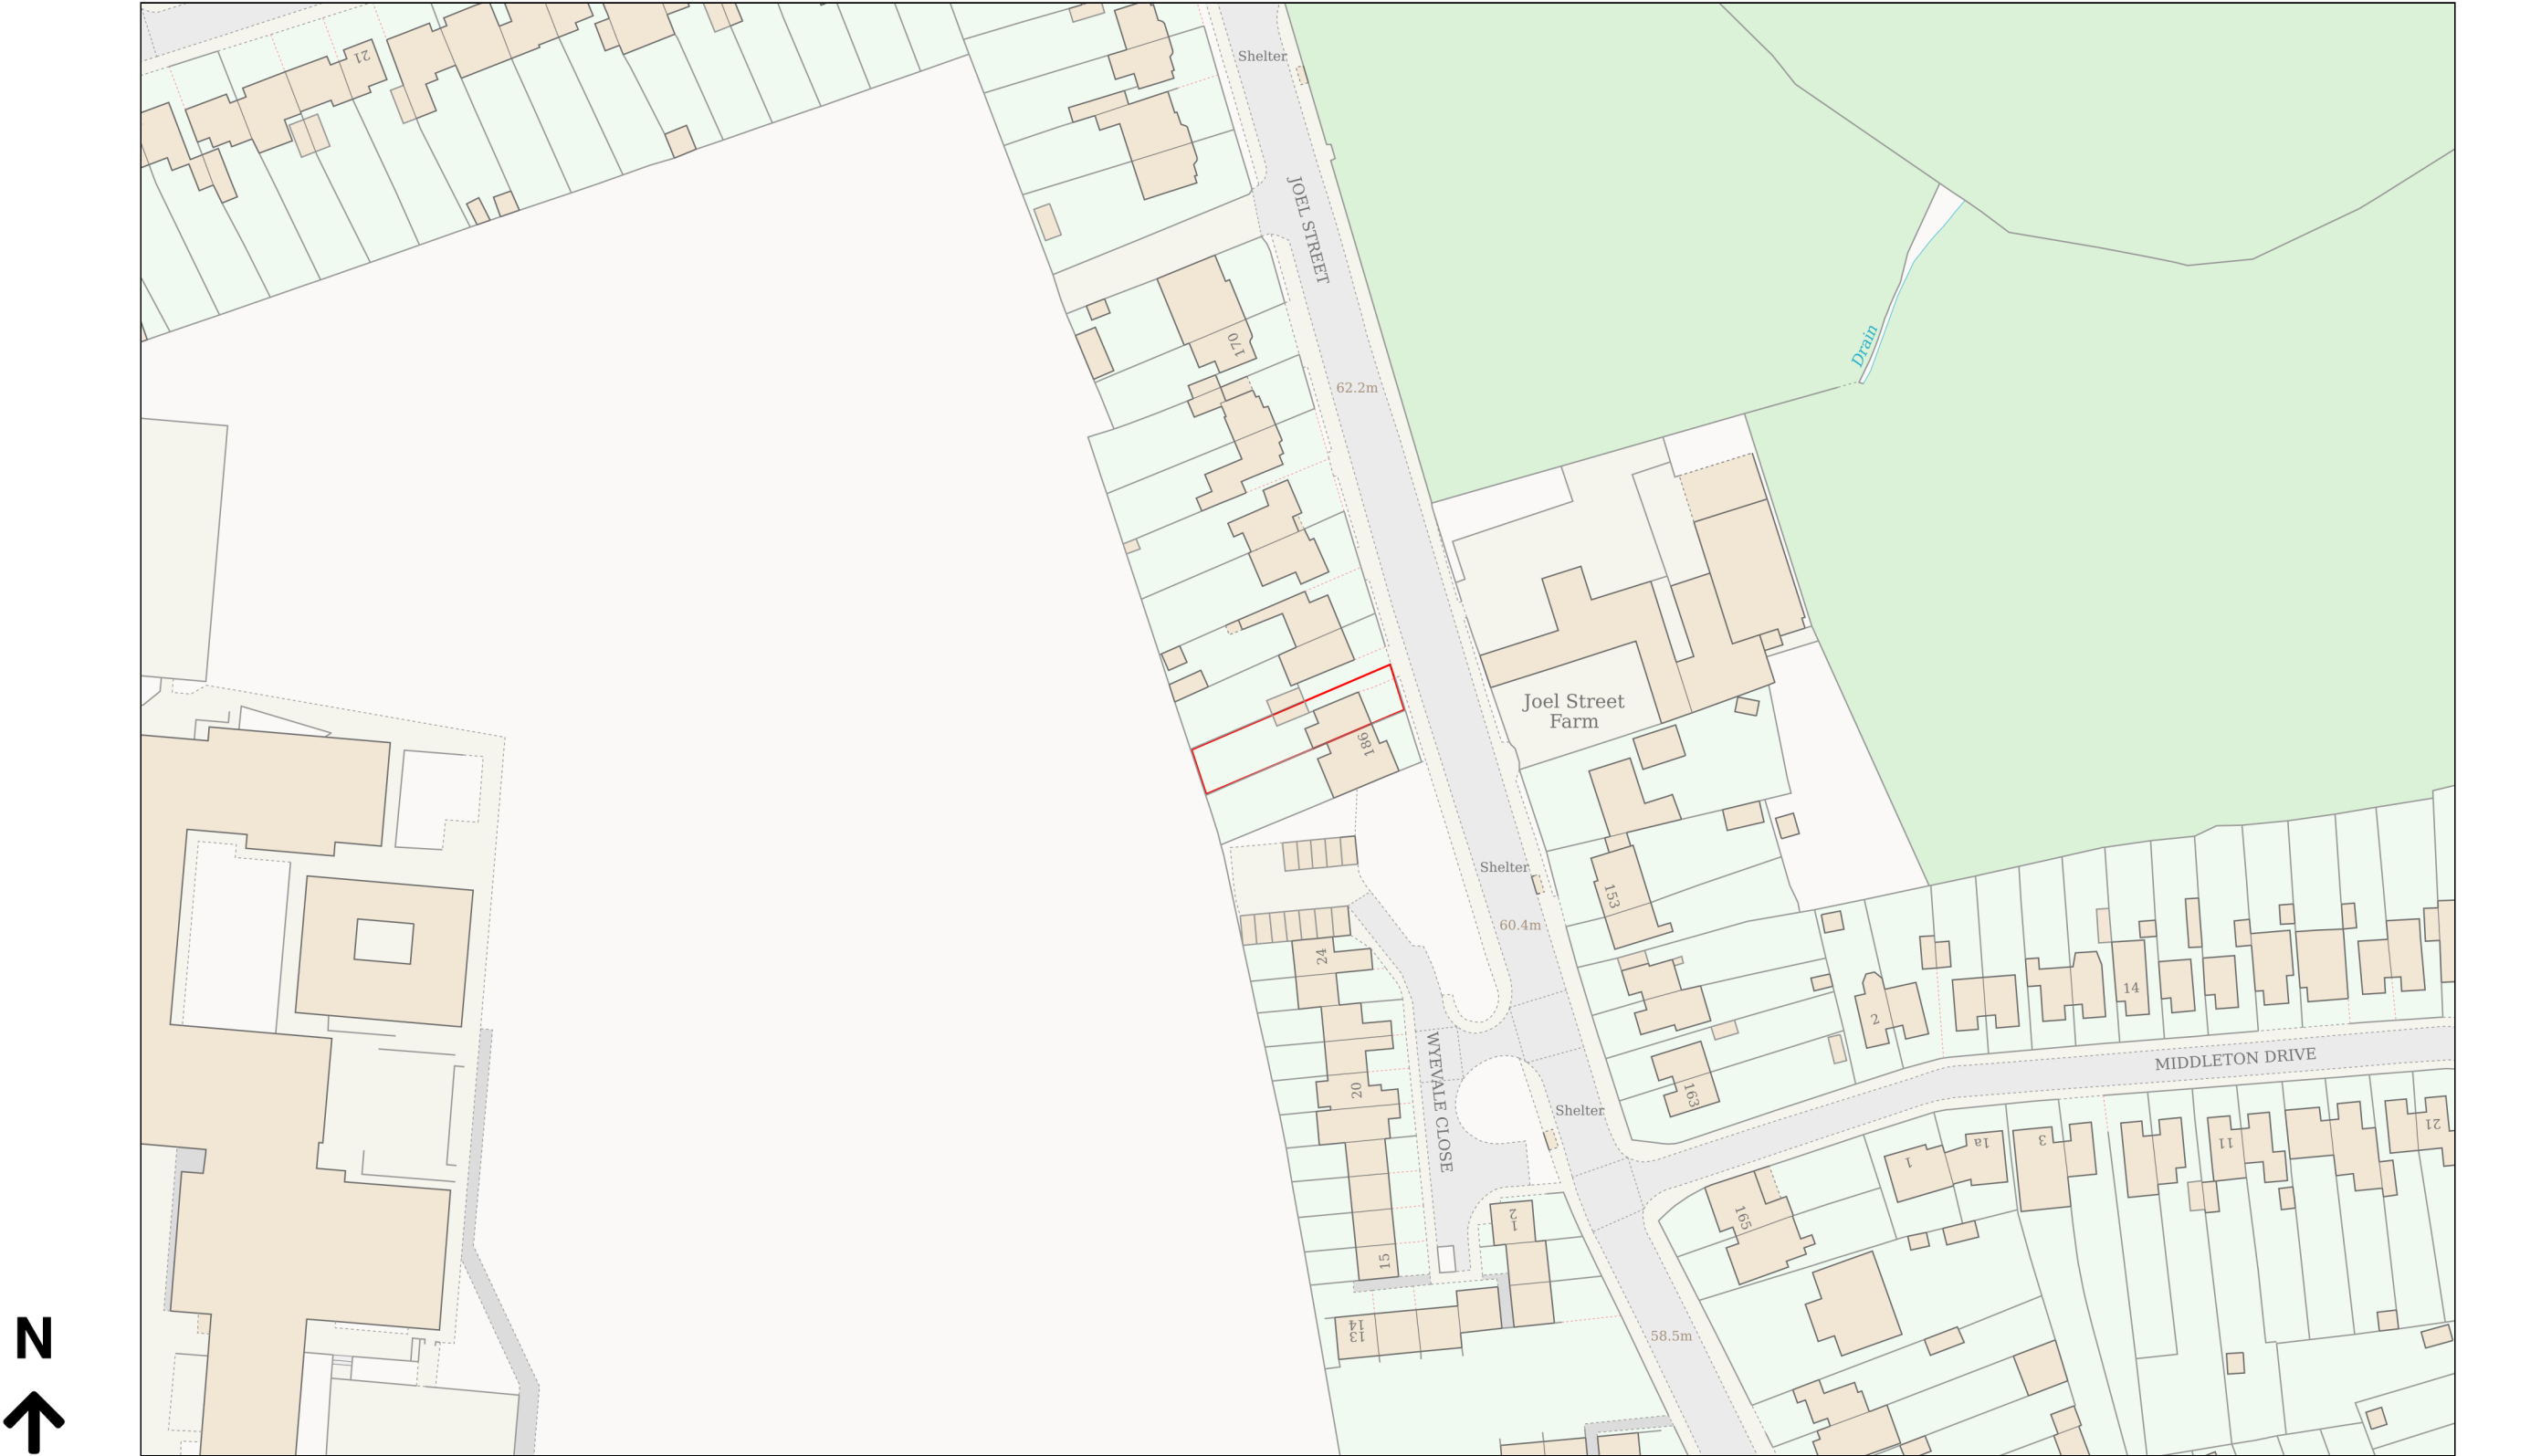 21
Shelter
JOEL STREET
170
62.2m
Drain
Joel Street
Farm
186
Shelter
153
60.4m
24
14
2
WYEVALE CLOSE
20
MIDDLETON DRIVE
163
Shelter
1
1a
3
11
21
165
12
15
14
13
58.5m
N